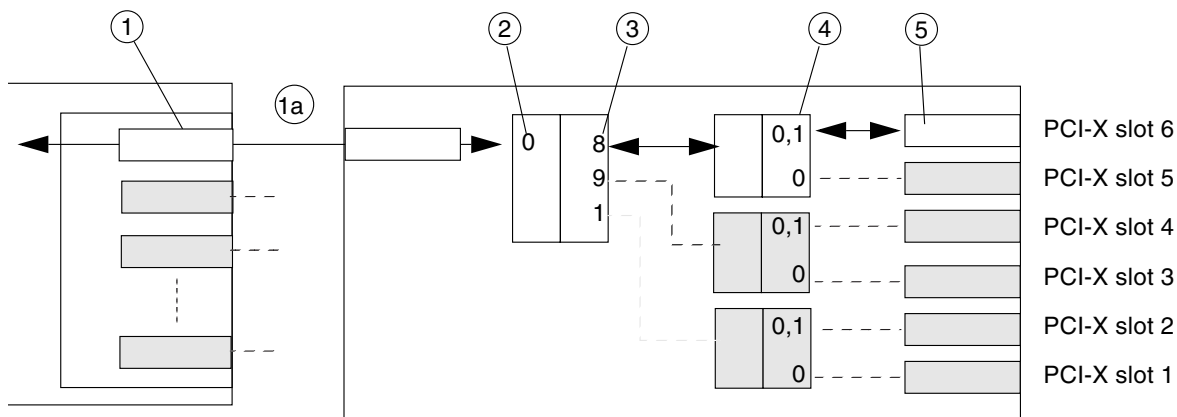 1
2
3
4
5
1a
0
8
0,1
PCI-X slot 6
9
0
PCI-X slot 5
1
0,1
PCI-X slot 4
0
PCI-X slot 3
0,1
PCI-X slot 2
0
PCI-X slot 1